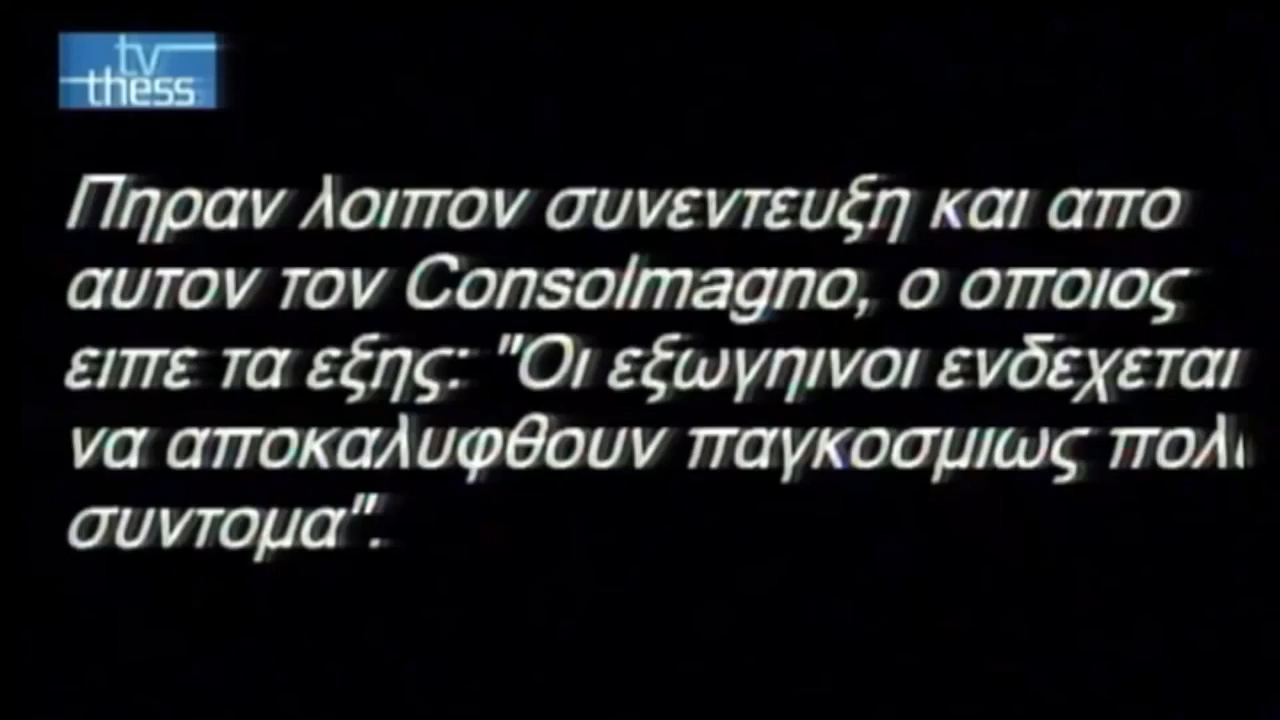 tv
thess
Πηραν λοιπον συνεντευξη και απο
αυτον τον Consolmagno, ο οποιος
ειπε τα εξης: "Οι εξωγηινοι ενδεχεται
να αποκαλυφθουν παγκοσμιως
συντομα".